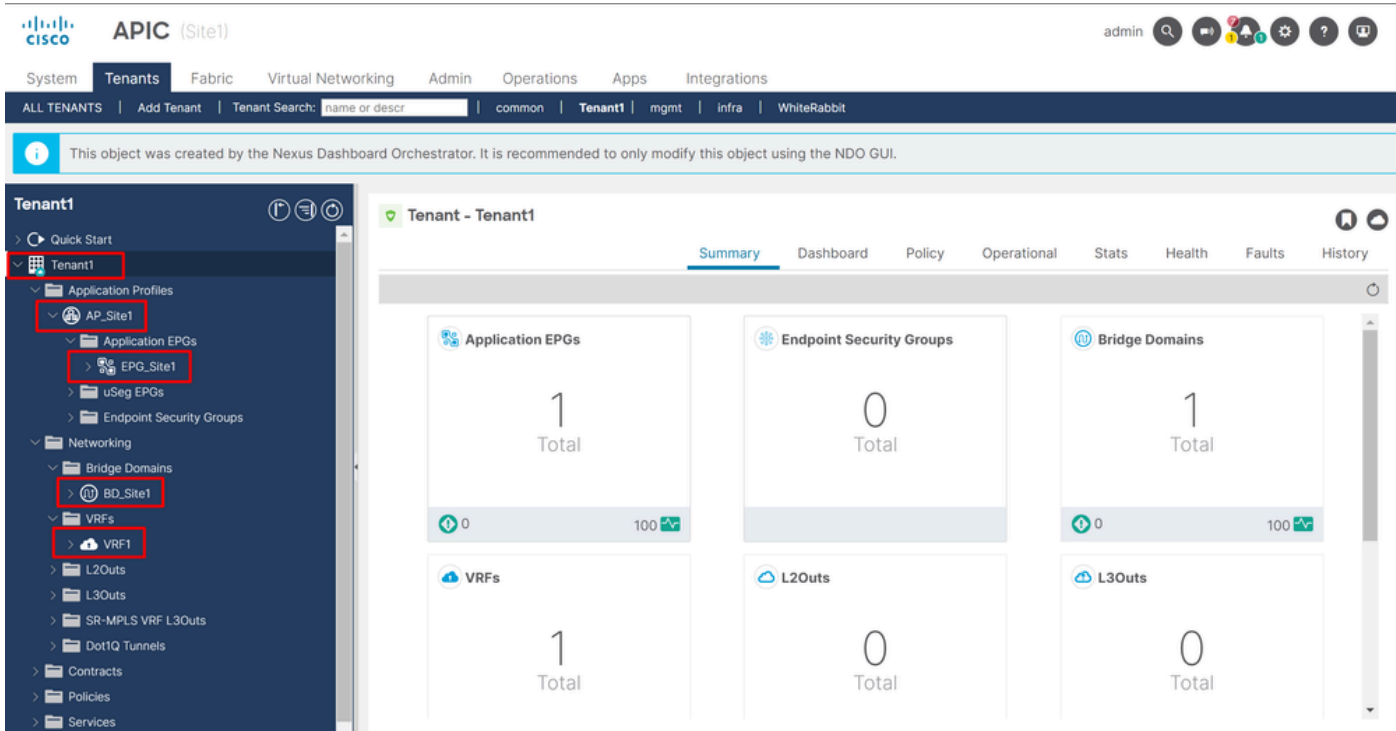 CISCO APIC (Site1) admin
7 1 1
System Tenants Fabric Virtual Networking Admin Operations Apps Integrations
ALL TENANTS | Add Tenant | Tenant Search: name or descr | common | Tenant1 | mgmt | infra | WhiteRabbit
This object was created by the Nexus Dashboard Orchestrator. It is recommended to only modify this object using the NDO GUI.
Tenant1
Quick Start
Tenant1
Application Profiles
AP_Site1
Application EPGs
EPG_Site1
uSeg EPGs
Endpoint Security Groups
Networking
Bridge Domains
BD_Site1
VRFs
VRF1
L2Outs
L3Outs
SR-MPLS VRF L3Outs
Dot1Q Tunnels
Contracts
Policies
Services
Tenant - Tenant1
Summary Dashboard Policy Operational Stats Health Faults History
Application EPGs
1
Total
0 100
Endpoint Security Groups
0
Total
Bridge Domains
1
Total
0 100
VRFs
1
Total
L2Outs
0
Total
L3Outs
0
Total